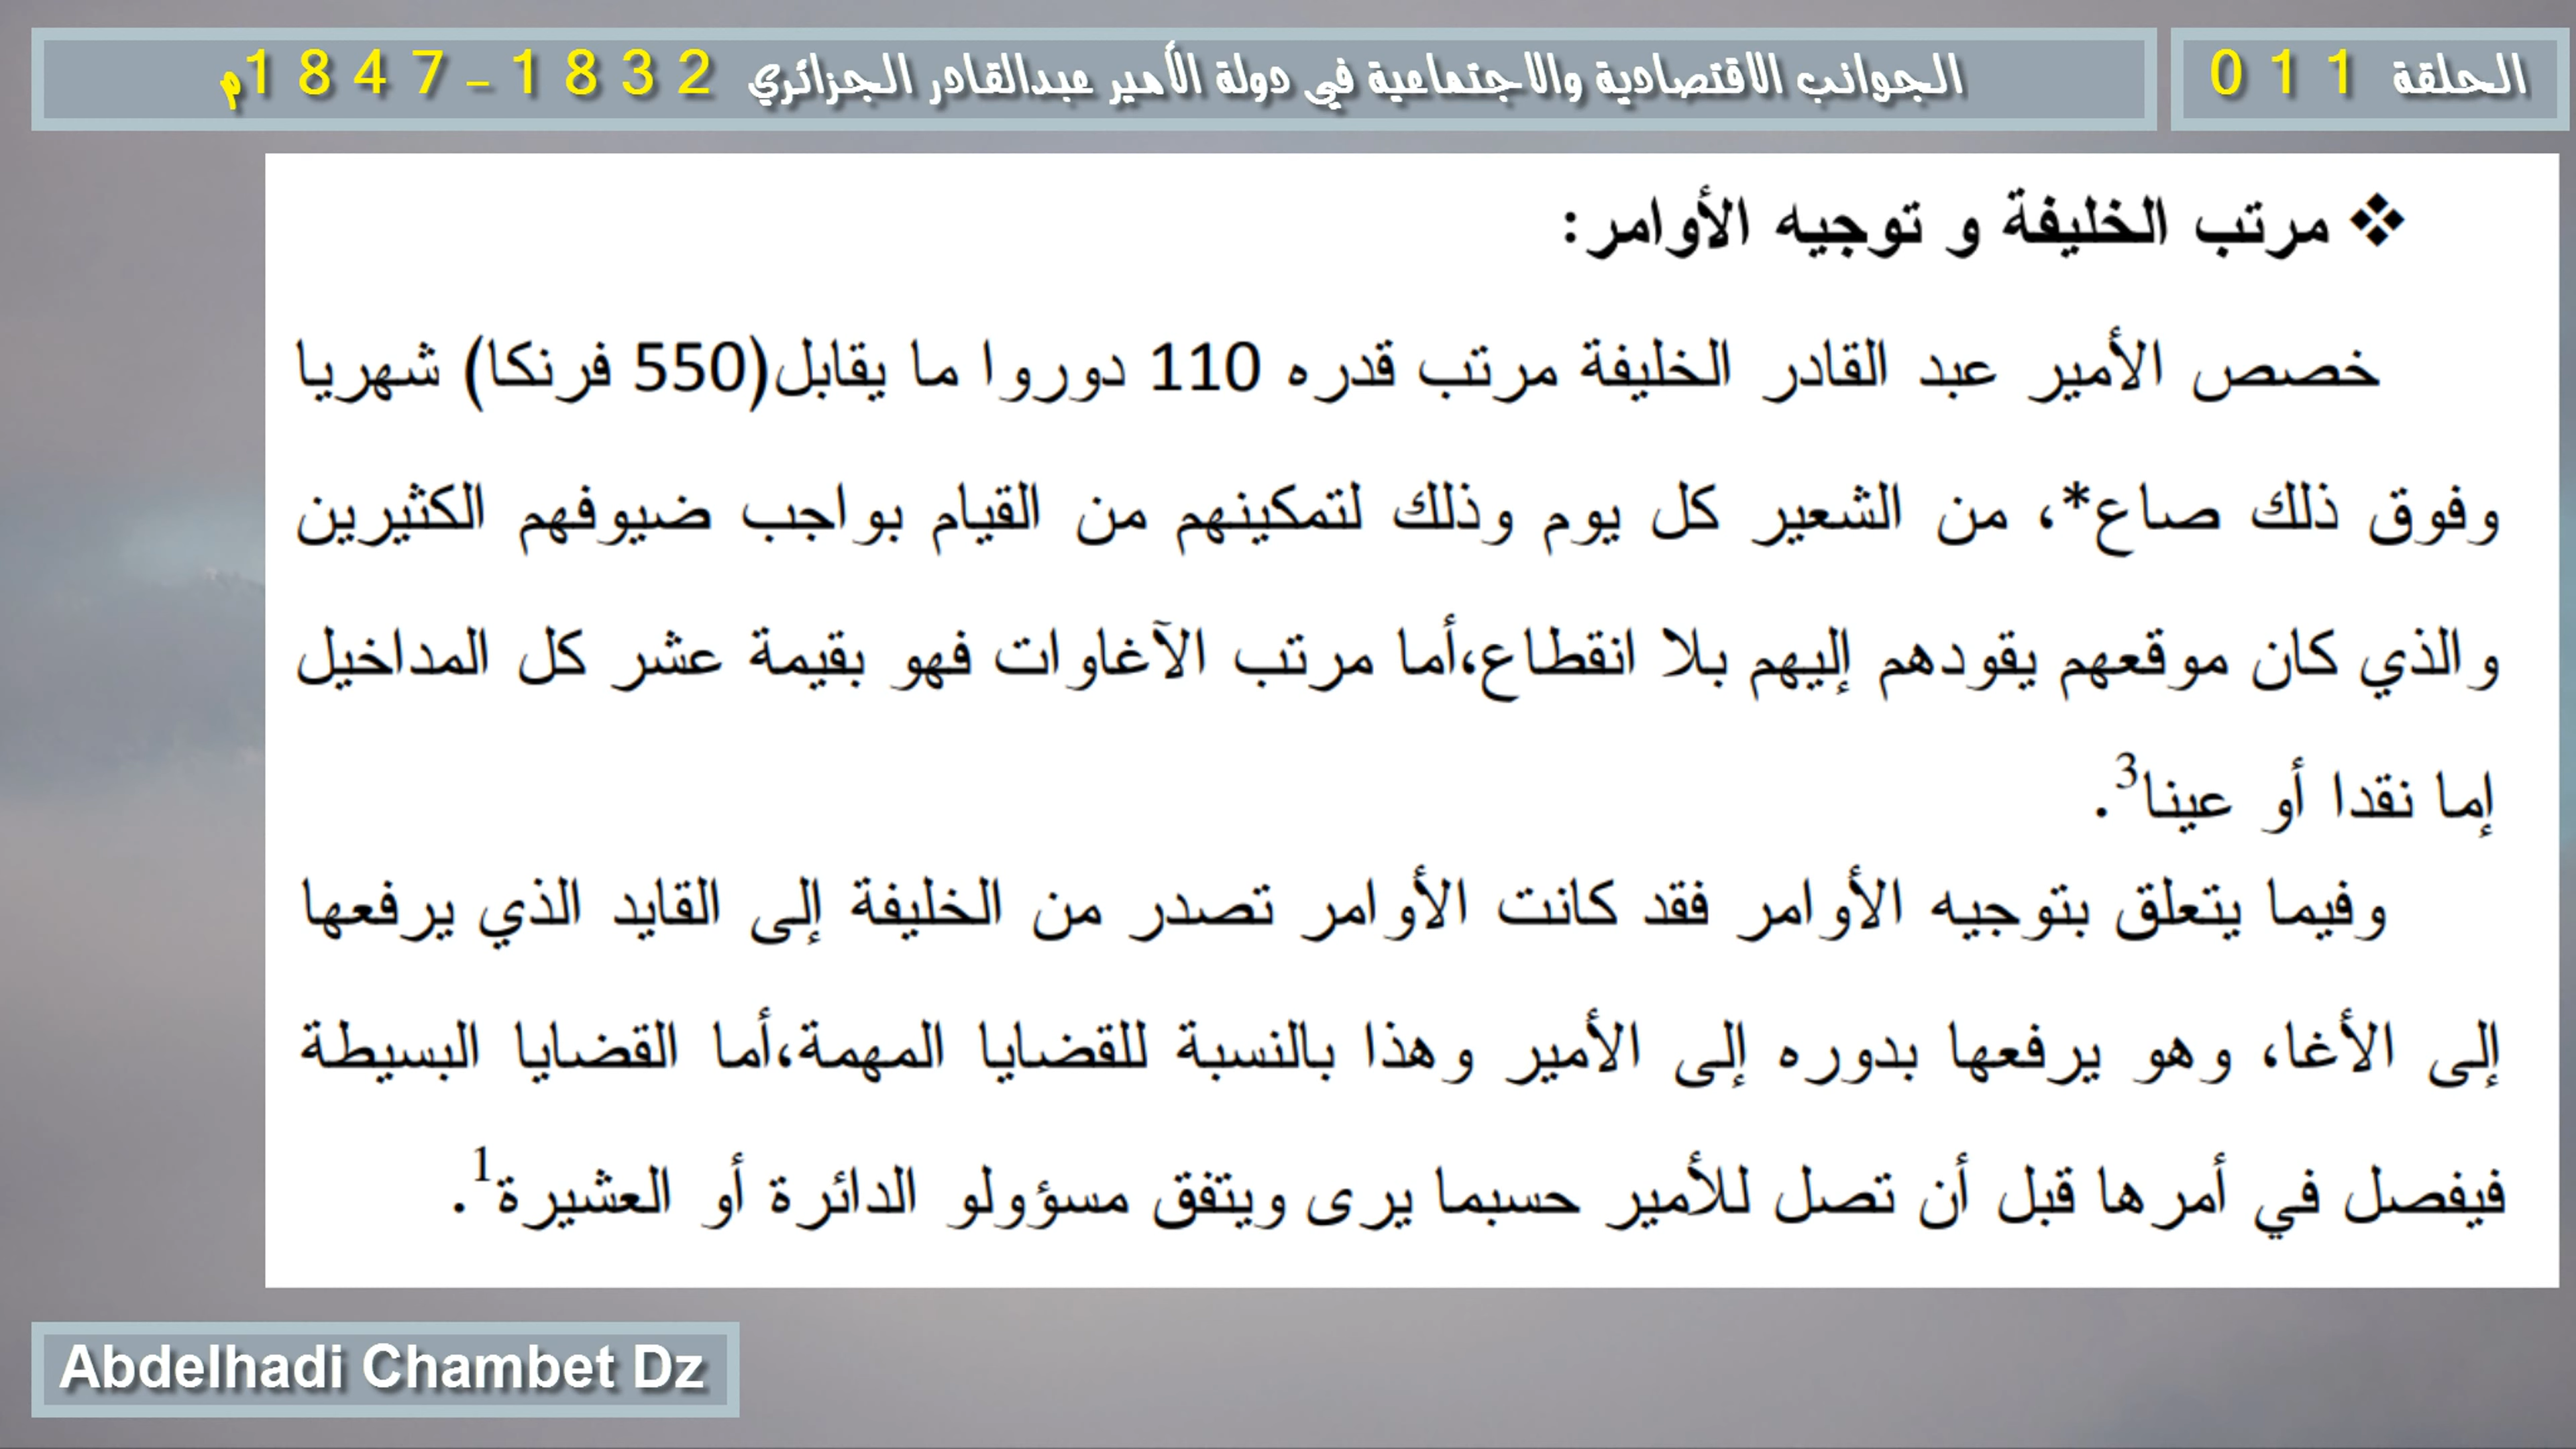 الحلقة 011
الجوانب الاقتصادية والاجتماعية في دولة الأمير عبدالقادر الجزائري 1832-1847م
❖ مرتب الخليفة و توجيه الأوامر:
خصص الأمير عبد القادر الخليفة مرتب قدره 110 دوروا ما يقابل(550 فرنكا) شهريا
وفوق ذلك صاع*، من الشعير كل يوم وذلك لتمكينهم من القيام بواجب ضيوفهم الكثيرين
والذي كان موقعهم يقودهم إليهم بلا انقطاع،أما مرتب الآغاوات فهو بقيمة عشر كل المداخيل
إما نقدا أو عينا³.
وفيما يتعلق بتوجيه الأوامر فقد كانت الأوامر تصدر من الخليفة إلى القايد الذي يرفعها
إلى الأغا، وهو يرفعها بدوره إلى الأمير وهذا بالنسبة للقضايا المهمة،أما القضايا البسيطة
فيفصل في أمرها قبل أن تصل للأمير حسبما يرى ويتفق مسؤولو الدائرة أو العشيرة¹.
Abdelhadi Chambet Dz